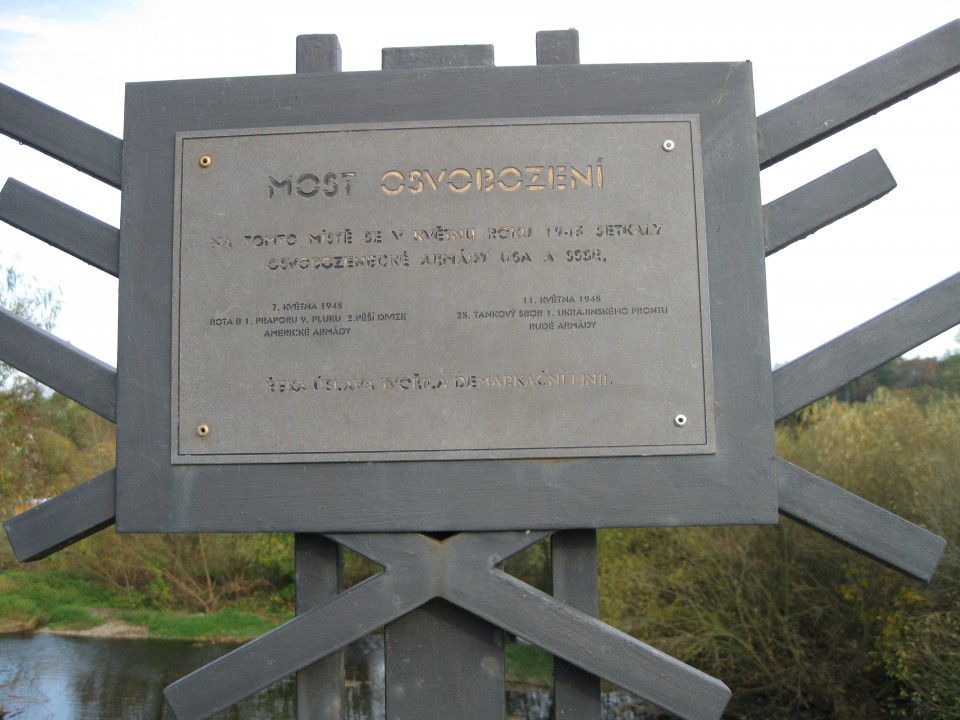 MOST OSVOBOZENÍ
NA TOMTO MÍSTĚ SE V KVĚTNU ROKU 1945 SETKALY
OSVOBOZENECKÉ ARMÁDY USA A SSSR.
7. KVĚTNA 1945
ROTA B 1. PRAPORU 9. PLUKU 2.PĚŠÍ DIVIZE
AMERICKÉ ARMÁDY
11. KVĚTNA 1945
25. TANKOVÝ SBOR 1. UKRAJINSKÉHO FRONTU
RUDÉ ARMÁDY
ŘEKA ÚSLAVA TVOŘILA DEMARKAČNÍ LINII.